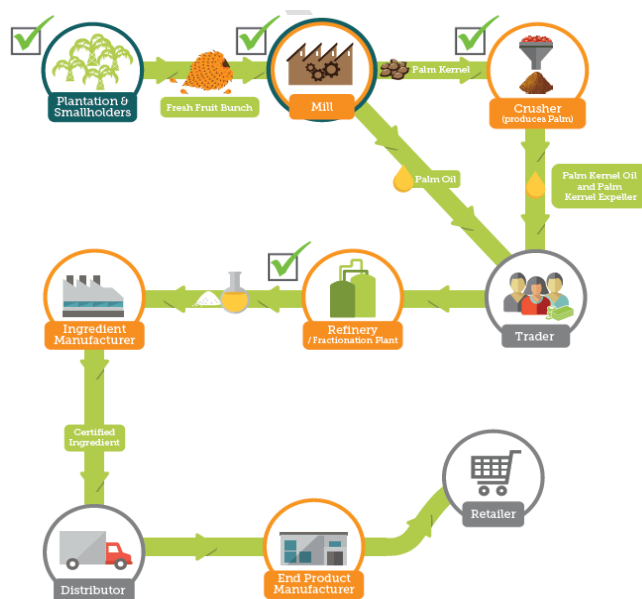 Plantation &
Smallholders
Fresh Fruit Bunch
Mill
Palm Kernel
Crusher
(produces Palm)
Palm Oil
Palm Kernel Oil
and Palm
Kernel Expeller
Ingredient
Manufacturer
Refinery
/ Fractionation Plant
Trader
Certified
Ingredient
Distributor
End Product
Manufacturer
Retailer